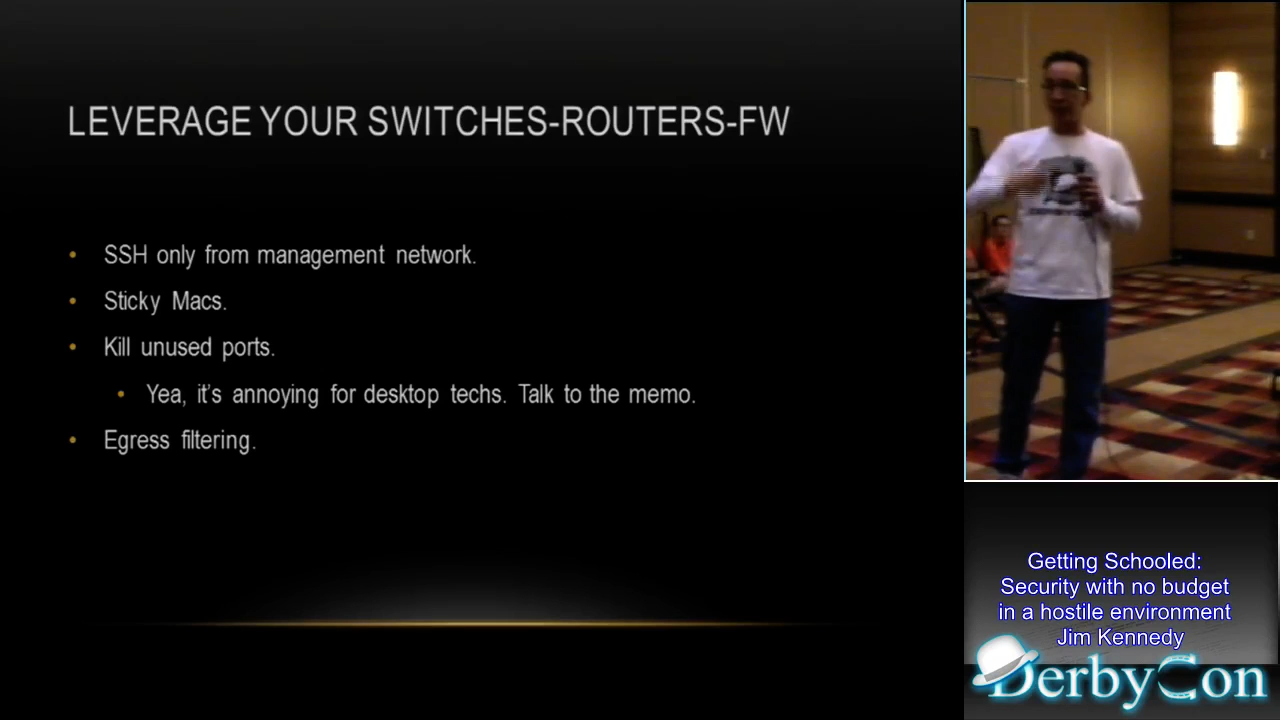 LEVERAGE YOUR SWITCHES-ROUTERS-FW
• SSH only from management network.
• Sticky Macs.
• Kill unused ports.
• Yea, it's annoying for desktop techs. Talk to the memo.
• Egress filtering.
Getting Schooled:
Security with no budget
in a hostile environment
Jim Kennedy
DerbyCon